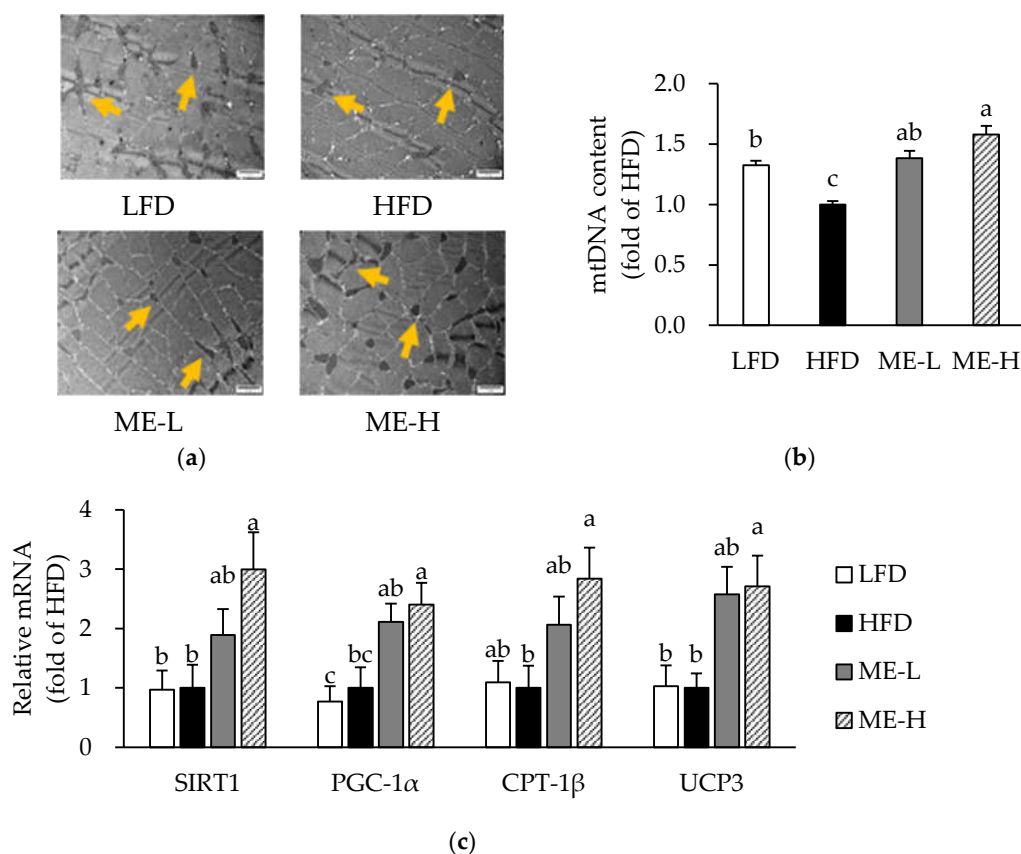 LFD
HFD
ME-L
ME-H
(a)
mtDNA content
(fold of HFD)
2.0
1.5
1.0
0.5
0.0
b
c
ab
a
LFD
HFD
ME-L
ME-H
(b)
Relative mRNA
(fold of HFD)
4
3
2
1
0
b
b
ab
a
c
bc
ab
a
ab
b
ab
a
b
b
ab
a
SIRT1
PGC-1α
CPT-1β
UCP3
LFD
HFD
ME-L
ME-H
(c)